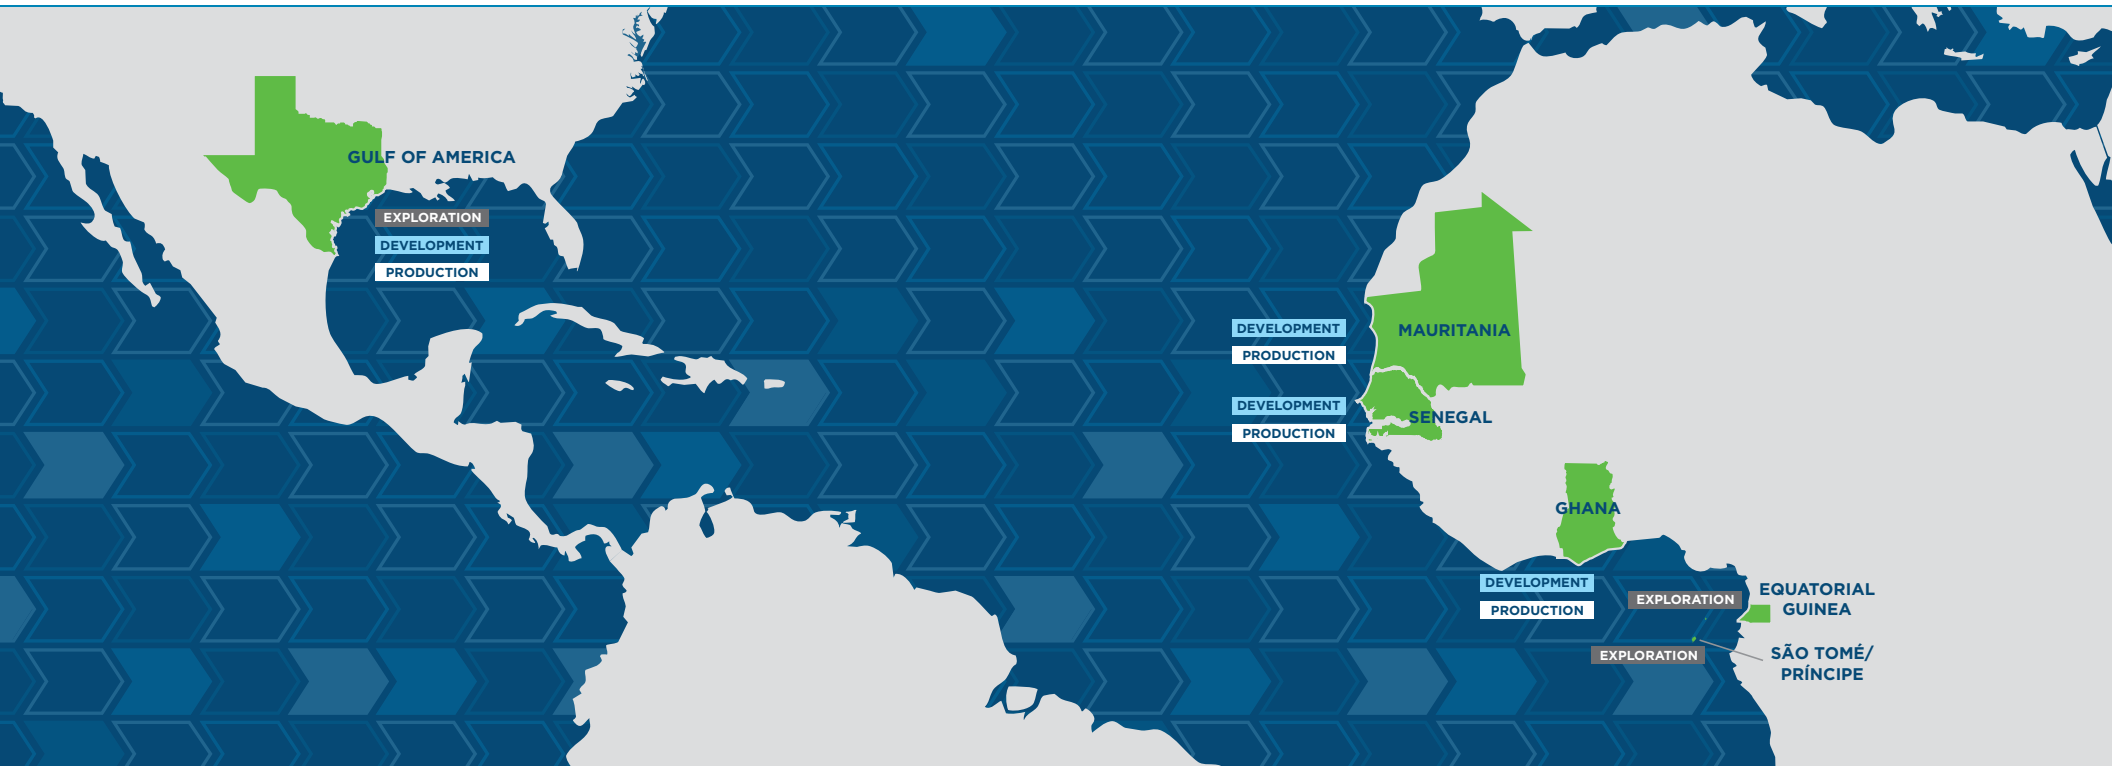 GULF OF AMERICA
EXPLORATION
DEVELOPMENT
PRODUCTION
MAURITANIA
DEVELOPMENT
PRODUCTION
SENEGAL
DEVELOPMENT
PRODUCTION
GHANA
DEVELOPMENT
PRODUCTION
EQUATORIAL
GUINEA
EXPLORATION
SÃO TOMÉ/
PRÍNCIPE
EXPLORATION